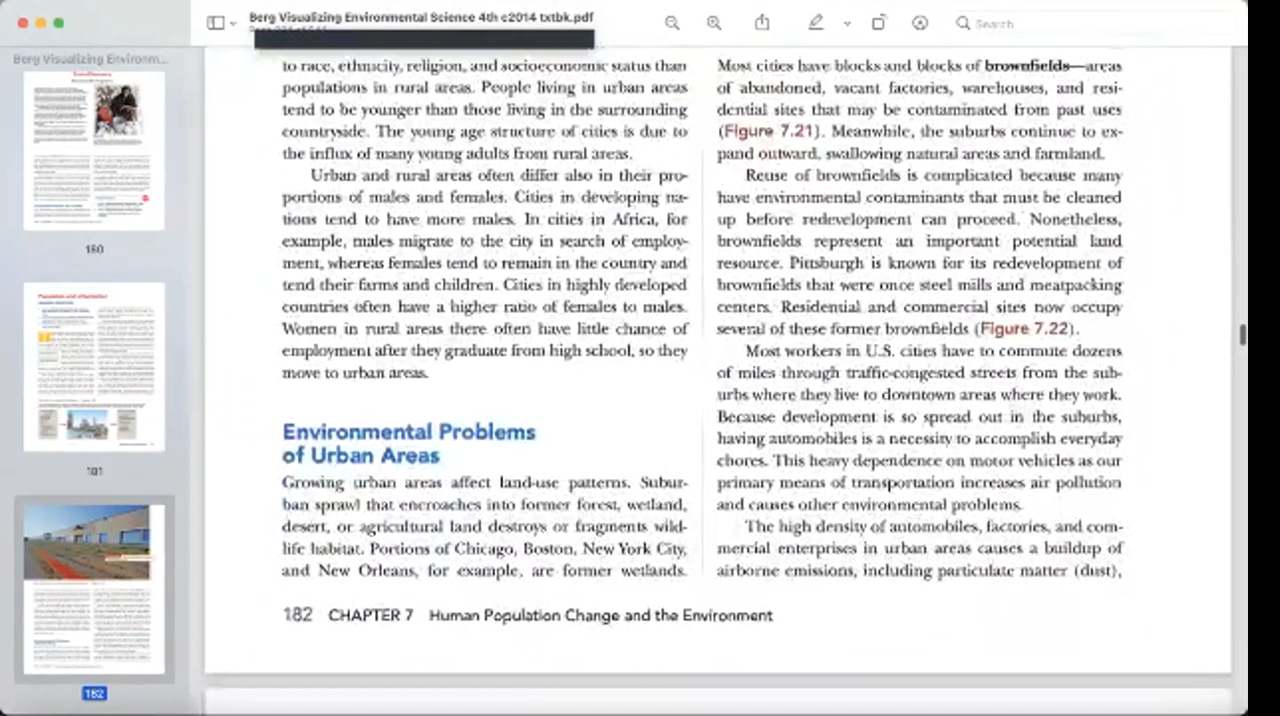 Berg Visualizing Environmental Science 4th c2014 txtbk.pdf
Search
Berg Visualizing Environm...
180
181
182
to race, ethnicity, religion, and socioeconomic status than
populations in rural areas. People living in urban areas
tend to be younger than those living in the surrounding
countryside. The young age structure of cities is due to
the influx of many young adults from rural areas.
Urban and rural areas often differ also in their pro-
portion of males and females. Cities in developing na-
tions tend to have more males. In cities in Africa, for
example, males migrate to the city in search of employ-
ment, whereas females tend to remain in the country and
tend their farms and children. Cities in highly developed
countries often have a higher ratio of females to males.
Women in rural areas there often have little chance of
employment after they graduate from high school, so they
move to urban areas.
Environmental Problems
of Urban Areas
Growing urban areas affect land-use patterns. Subur-
ban sprawl that encroaches into former forest, wetland,
desert, or agricultural land destroys or fragments wild-
life habitat. Portions of Chicago, Boston, New York City,
and New Orleans, for example, are former wetlands.
Most cities have blocks and blocks of brownfields—areas
of abandoned, vacant factories, warehouses, and resi-
dential sites that may be contaminated from past uses
(Figure 7.21). Meanwhile, the suburbs continue to ex-
pand outward, swallowing natural areas and farmland.
Reuse of brownfields is complicated because many
have environmental contaminants that must be cleaned
up before redevelopment can proceed. Nonetheless,
brownfields represent an important potential land
resource. Pittsburgh is known for its redevelopment of
brownfields that were once steel mills and meatpacking
centers. Residential and commercial sites now occupy
several of these former brownfields (Figure 7.22).
Most workers in U.S. cities have to commute dozens
of miles through traffic-congested streets from the sub-
urbs where they live to downtown areas where they work.
Because development is so spread out in the suburbs,
having automobiles is a necessity to accomplish everyday
chores. This heavy dependence on motor vehicles as our
primary means of transportation increases air pollution
and causes other environmental problems.
The high density of automobiles, factories, and com-
mercial enterprises in urban areas causes a buildup of
airborne emissions, including particulate matter (dust),
182 CHAPTER 7 Human Population Change and the Environment